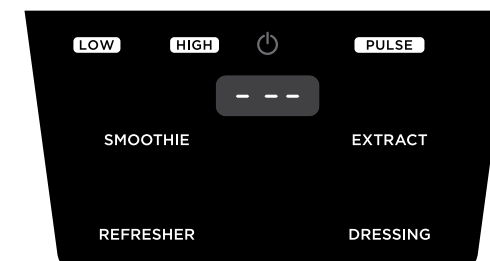 LOW HIGH PULSE
- - -
SMOOTHIE EXTRACT
REFRESHER DRESSING